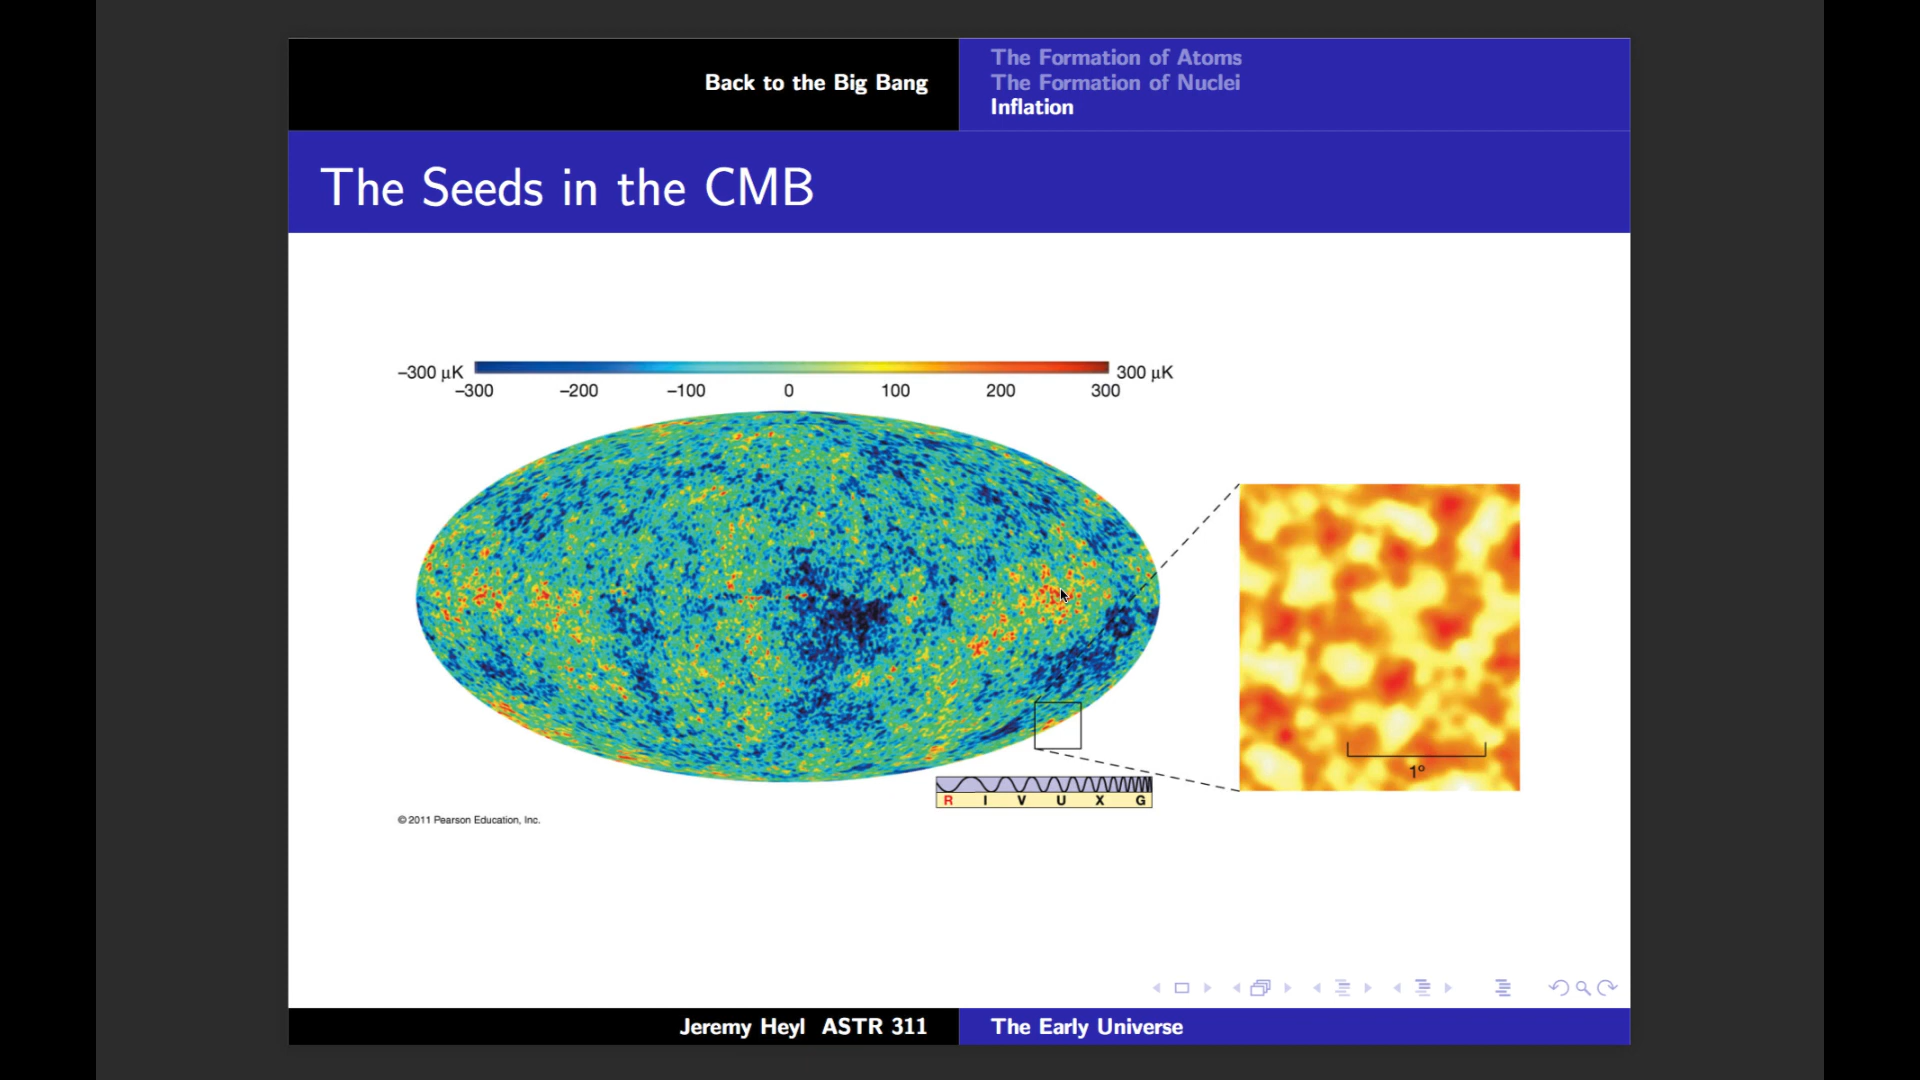 Back to the Big Bang
The Formation of Atoms
The Formation of Nuclei
Inflation
The Seeds in the CMB
–300 μK
300 μK
–300 –200 –100 0 100 200 300
1°
R I V U X G
© 2011 Pearson Education, Inc.
Jeremy Heyl ASTR 311
The Early Universe